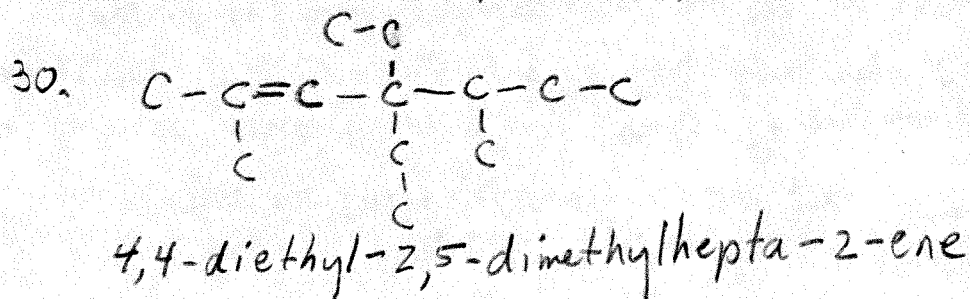 C-C
30. C-C=C-C-C-C-C
C C C
C
4,4-diethyl-2,5-dimethylhepta-2-ene